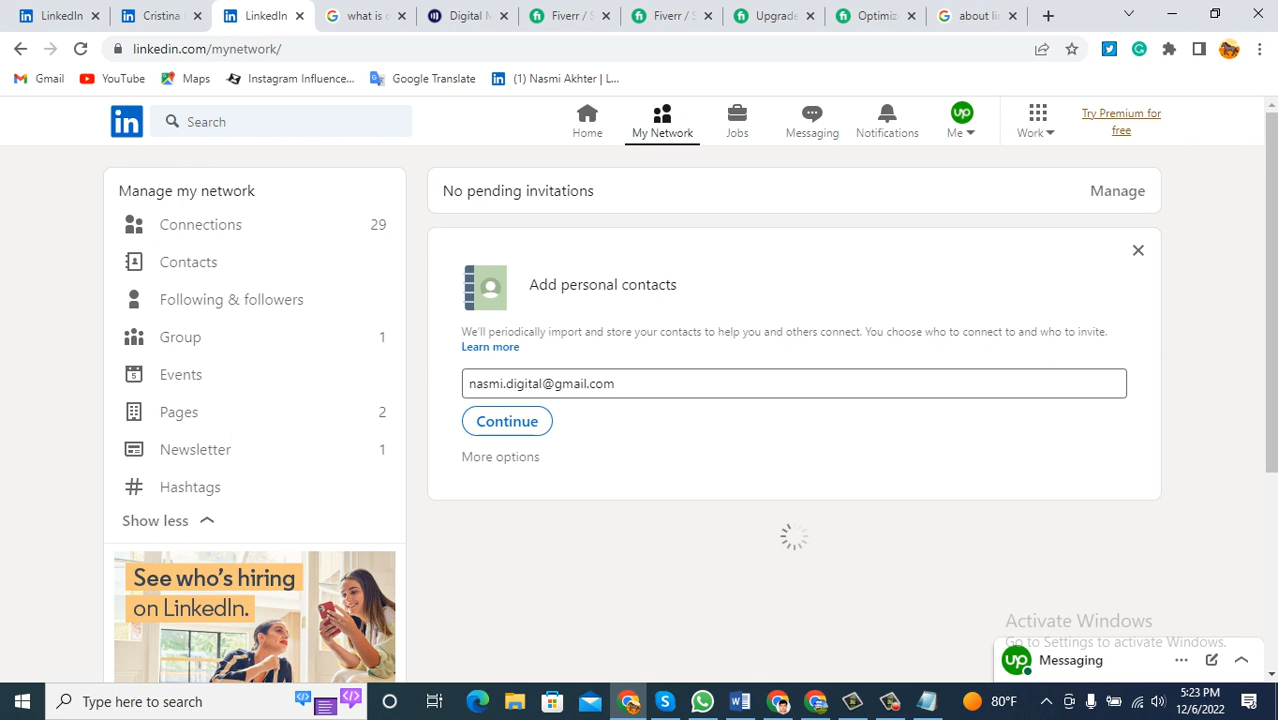 LinkedIn
Cristina
LinkedIn
what is c
Digital M
Fiverr / S
Fiverr / S
Upgrade
Optimiz
about li
linkedin.com/mynetwork/
Gmail
YouTube
Maps
Instagram Influence...
Google Translate
(1) Nasmi Akhter | L...
in
Search
Home
My Network
Jobs
Messaging
Notifications
Me
Work
Try Premium for
free
Manage my network
Connections 29
Contacts
Following & followers
Group 1
Events
Pages 2
Newsletter 1
Hashtags
Show less
See who's hiring
on LinkedIn.
No pending invitations
Manage
Add personal contacts
We'll periodically import and store your contacts to help you and others connect. You choose who to connect to and who to invite.
Learn more
nasmi.digital@gmail.com
Continue
More options
Activate Windows
Go to Settings to activate Windows.
up
Messaging
Type here to search
80°F
5:23 PM
12/6/2022